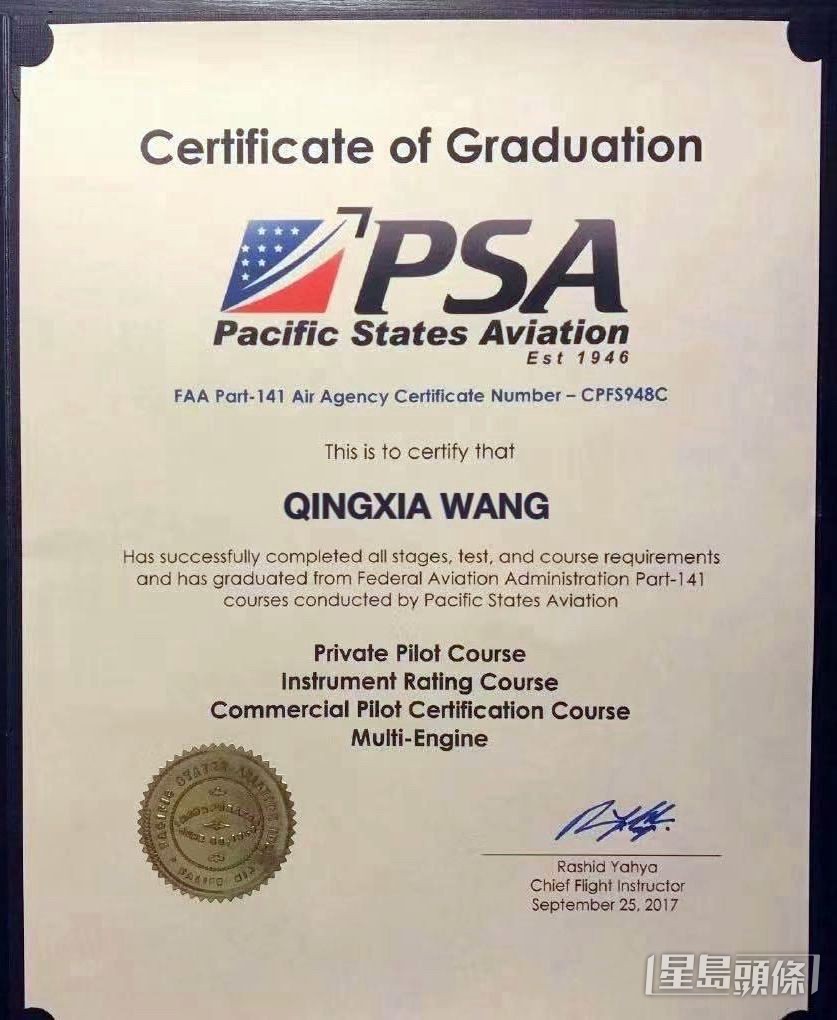 Certificate of Graduation
PSA
Pacific States Aviation
Est 1946
FAA Part-141 Air Agency Certificate Number – CPFS948C
This is to certify that
QINGXIA WANG
Has successfully completed all stages, test, and course requirements
and has graduated from Federal Aviation Administration Part-141
courses conducted by Pacific States Aviation
Private Pilot Course
Instrument Rating Course
Commercial Pilot Certification Course
Multi-Engine
PACIFIC STATES AVIATION
Rashid Yahya
Chief Flight Instructor
September 25, 2017
星島頭條